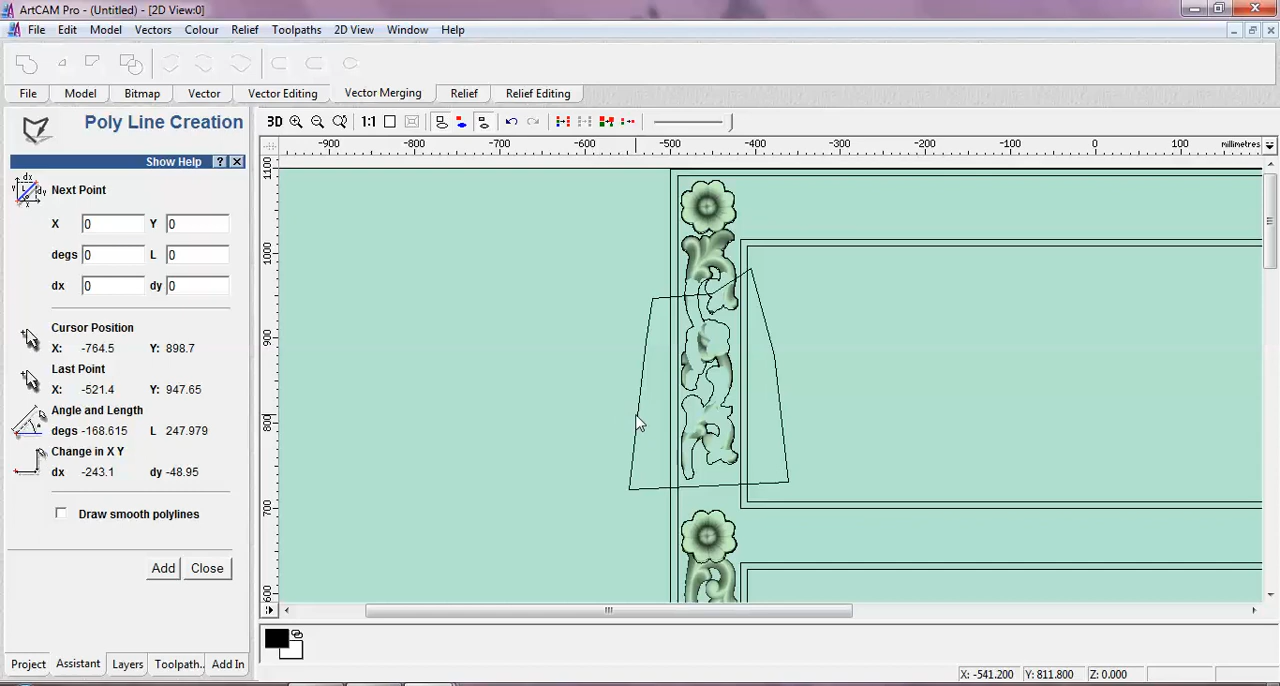 ArtCAM Pro - (Untitled) - [2D View:0]
File Edit Model Vectors Colour Relief Toolpaths 2D View Window Help
File Model Bitmap Vector Vector Editing Vector Merging Relief Relief Editing
Poly Line Creation
3D 1:1
Show Help ? X
-900 -800 -700 -600 -500 -400 -300 -200 -100 0 100 millimetres
1100
1000
900
800
700
600
dx
dy
Next Point
X 0 Y 0
degs 0 L 0
dx 0 dy 0
Cursor Position
X: -764.5 Y: 898.7
Last Point
X: -521.4 Y: 947.65
Angle and Length
degs -168.615 L 247.979
Change in X Y
dx -243.1 dy -48.95
Draw smooth polylines
Add Close
Project Assistant Layers Toolpath.. Add In
X: -541.200 Y: 811.800 Z: 0.000